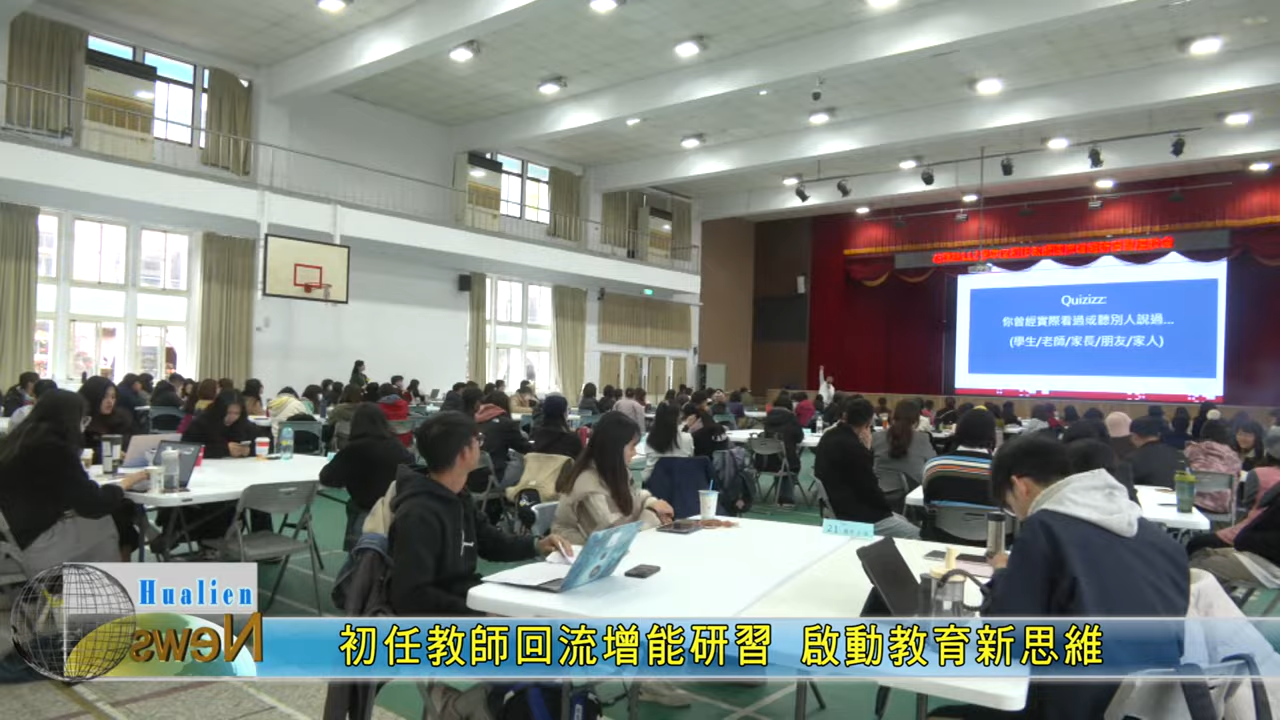 Quizizz:
你曾經實際看過或聽別人說過...
(學生/老師/家長/朋友/家人)
21
Hualien
News
初任教師回流增能研習 啟動教育新思維